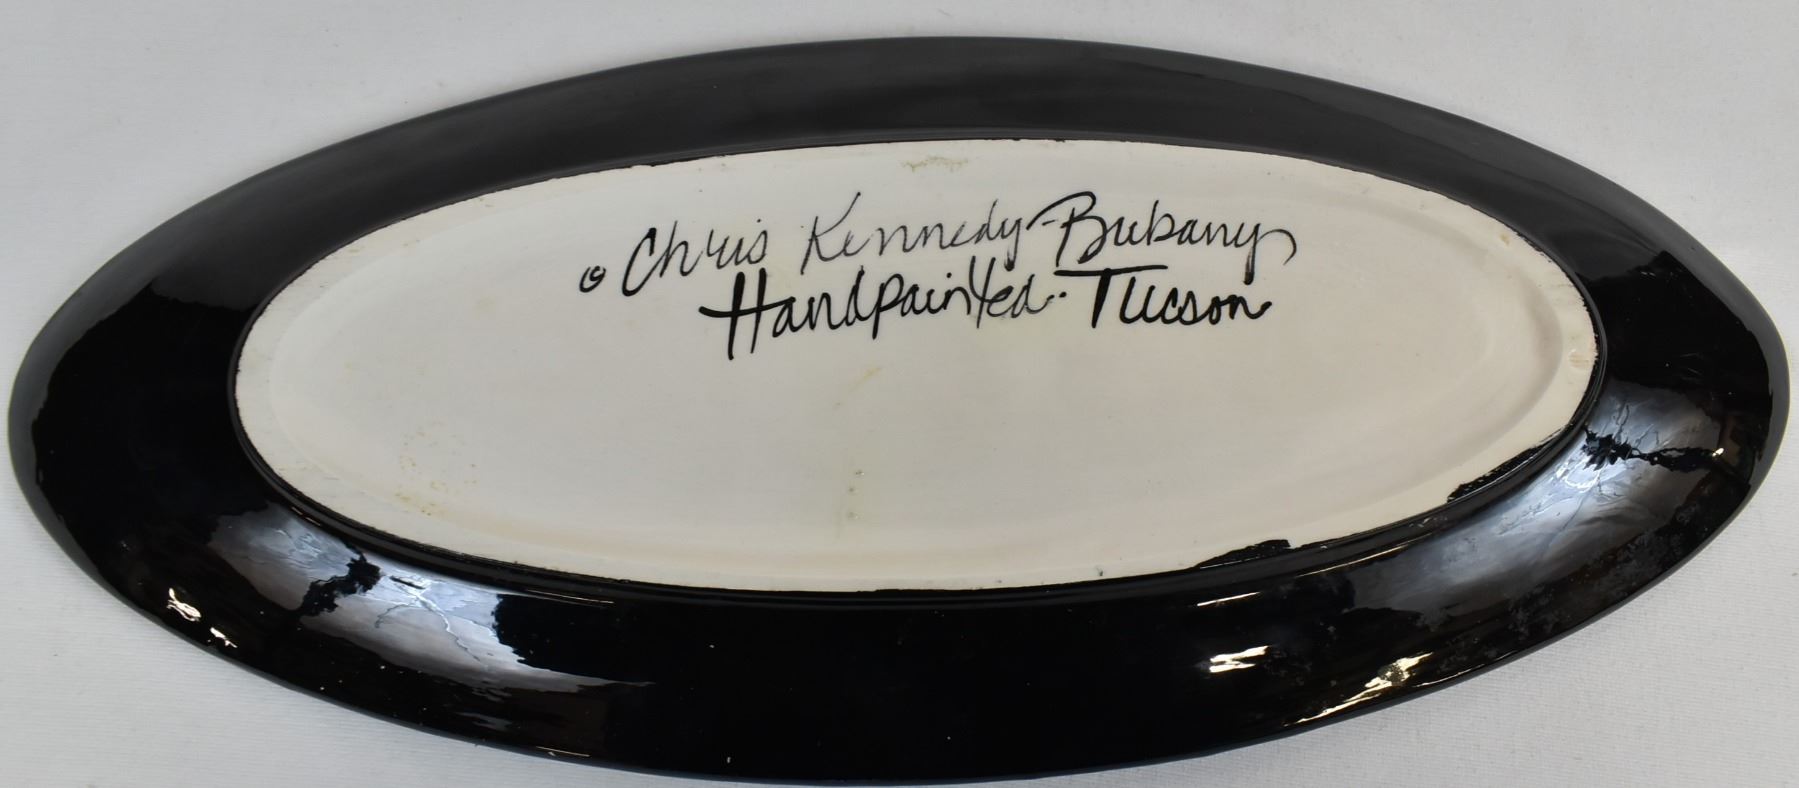 © Chris Kennedy-Bubany
Handpainted. Tucson